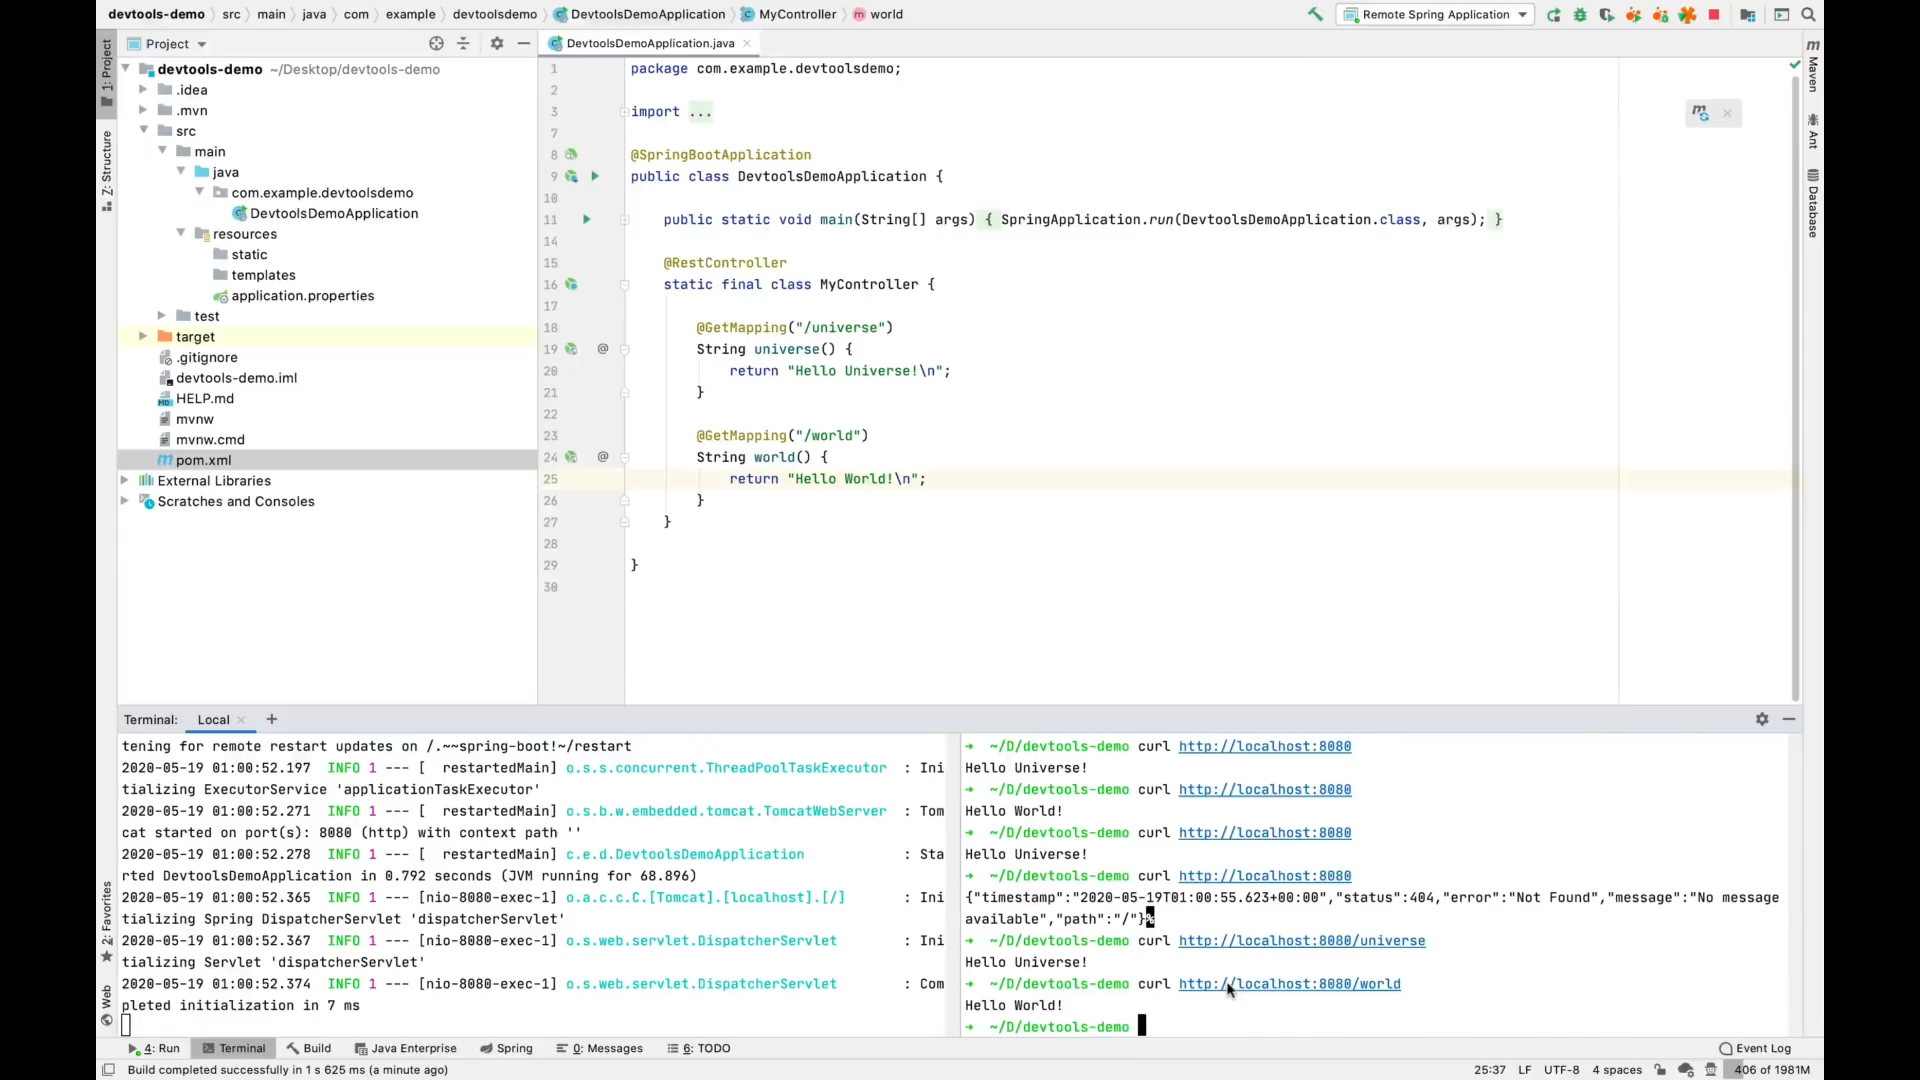 devtools-demo src main java com example devtoolsdemo DevtoolsDemoApplication MyController m world Remote Spring Application
1: Project
Project
DevtoolsDemoApplication.java
devtools-demo ~/Desktop/devtools-demo
.idea
.mvn
src
main
java
com.example.devtoolsdemo
DevtoolsDemoApplication
resources
static
templates
application.properties
test
target
.gitignore
devtools-demo.iml
HELP.md
mvnw
mvnw.cmd
pom.xml
External Libraries
Scratches and Consoles
Z: Structure
2: Favorites
Web
1 package com.example.devtoolsdemo;
2
3 import ...
7
8 @SpringBootApplication
9 public class DevtoolsDemoApplication {
10
11 public static void main(String[] args) { SpringApplication.run(DevtoolsDemoApplication.class, args); }
14
15 @RestController
16 static final class MyController {
17
18 @GetMapping("/universe")
19 @ String universe() {
20 return "Hello Universe!\n";
21 }
22
23 @GetMapping("/world")
24 @ String world() {
25 return "Hello World!\n";
26 }
27 }
28
29 }
30
m
Maven
Ant
Database
Terminal: Local +
tening for remote restart updates on /.~~spring-boot!~/restart
2020-05-19 01:00:52.197 INFO 1 --- [ restartedMain] o.s.s.concurrent.ThreadPoolTaskExecutor : Ini
tializing ExecutorService 'applicationTaskExecutor'
2020-05-19 01:00:52.271 INFO 1 --- [ restartedMain] o.s.b.w.embedded.tomcat.TomcatWebServer : Tom
cat started on port(s): 8080 (http) with context path ''
2020-05-19 01:00:52.278 INFO 1 --- [ restartedMain] c.e.d.DevtoolsDemoApplication : Sta
rted DevtoolsDemoApplication in 0.792 seconds (JVM running for 68.896)
2020-05-19 01:00:52.365 INFO 1 --- [nio-8080-exec-1] o.a.c.c.C.[Tomcat].[localhost].[/] : Ini
tializing Spring DispatcherServlet 'dispatcherServlet'
2020-05-19 01:00:52.367 INFO 1 --- [nio-8080-exec-1] o.s.web.servlet.DispatcherServlet : Ini
tializing Servlet 'dispatcherServlet'
2020-05-19 01:00:52.374 INFO 1 --- [nio-8080-exec-1] o.s.web.servlet.DispatcherServlet : Com
pleted initialization in 7 ms
➜ ~/D/devtools-demo curl http://localhost:8080
Hello Universe!
➜ ~/D/devtools-demo curl http://localhost:8080
Hello World!
➜ ~/D/devtools-demo curl http://localhost:8080
Hello Universe!
➜ ~/D/devtools-demo curl http://localhost:8080
{"timestamp":"2020-05-19T01:00:55.623+00:00","status":404,"error":"Not Found","message":"No message
available","path":"/"}%
➜ ~/D/devtools-demo curl http://localhost:8080/universe
Hello Universe!
➜ ~/D/devtools-demo curl http://localhost:8080/world
Hello World!
➜ ~/D/devtools-demo
4: Run Terminal Build Java Enterprise Spring 0: Messages 6: TODO Event Log
Build completed successfully in 1 s 625 ms (a minute ago) 25:37 LF UTF-8 4 spaces 406 of 1981M